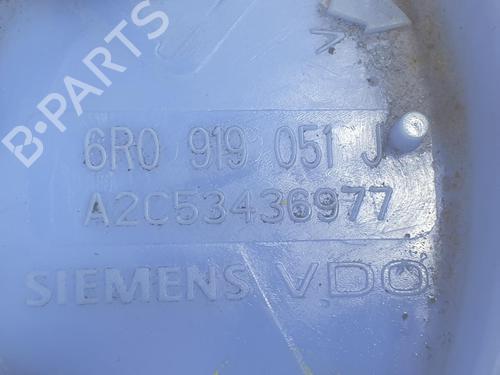 B-PARTS
6R0 919 051 J
A2C53436977
SIEMENS VDO